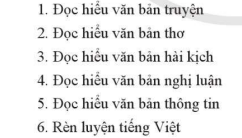 1. Đọc hiểu văn bản truyện
2. Đọc hiểu văn bản thơ
3. Đọc hiểu văn bản hài kịch
4. Đọc hiểu văn bản nghị luận
5. Đọc hiểu văn bản thông tin
6. Rèn luyện tiếng Việt